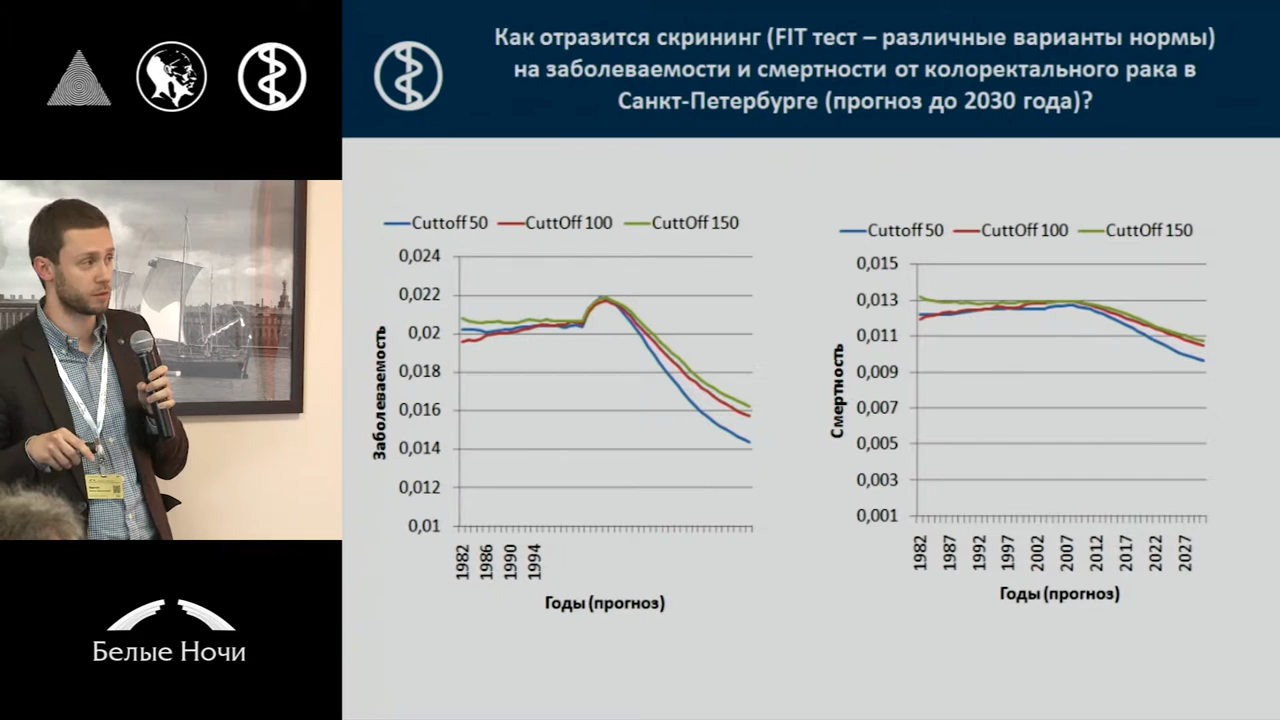 Как отразится скрининг (FIT тест – различные варианты нормы)
на заболеваемости и смертности от колоректального рака в
Санкт-Петербурге (прогноз до 2030 года)?
Cuttoff 50 CuttOff 100 CuttOff 150
0,024
0,022
0,02
0,018
0,016
0,014
0,012
0,01
Заболеваемость
1982 1986 1990 1994
Годы (прогноз)
Cuttoff 50 CuttOff 100 CuttOff 150
0,015
0,013
0,011
0,009
0,007
0,005
0,003
0,001
Смертность
1982 1987 1992 1997 2002 2007 2012 2017 2022 2027
Годы (прогноз)
Белые Ночи